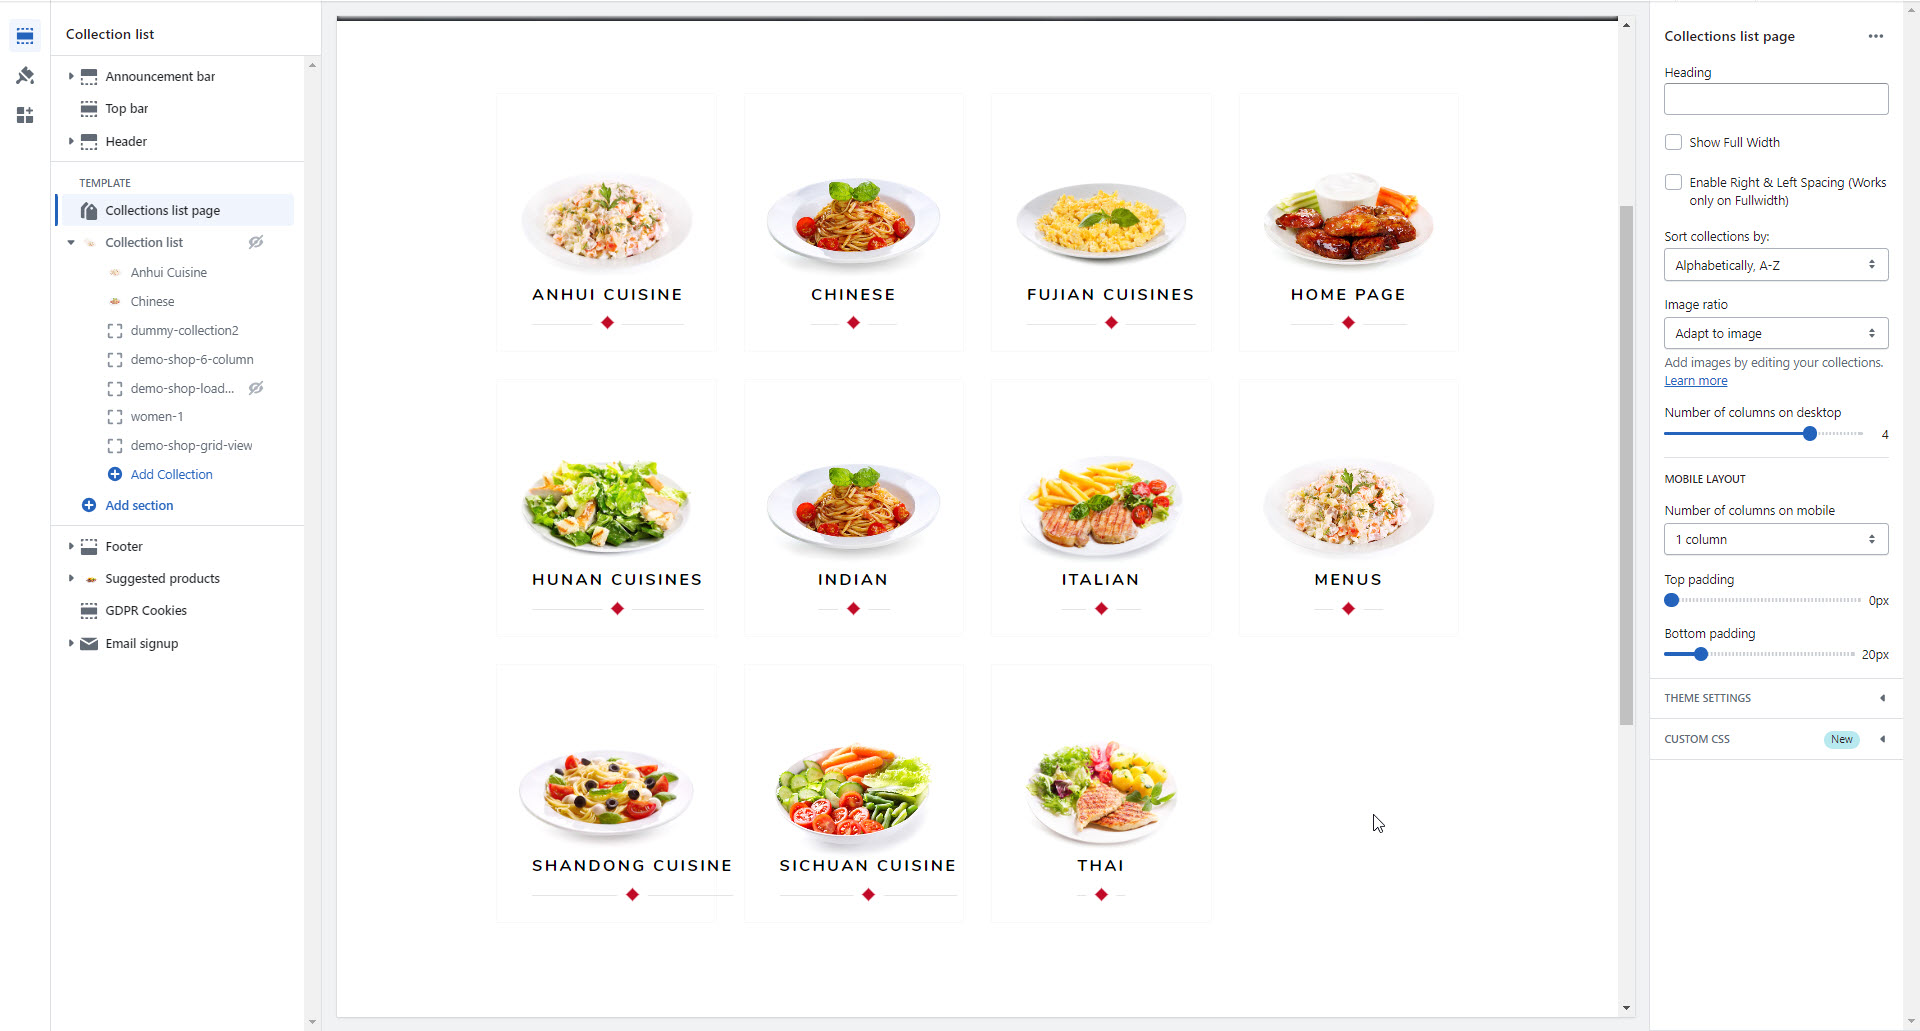 Collection list
Announcement bar
Top bar
Header
TEMPLATE
Collections list page
Collection list
Anhui Cuisine
Chinese
dummy-collection2
demo-shop-6-column
demo-shop-load...
women-1
demo-shop-grid-view
Add Collection
Add section
Footer
Suggested products
GDPR Cookies
Email signup
ANHUI CUISINE
CHINESE
FUJIAN CUISINES
HOME PAGE
HUNAN CUISINES
INDIAN
ITALIAN
MENUS
SHANDONG CUISINE
SICHUAN CUISINE
THAI
Collections list page
Heading
Show Full Width
Enable Right & Left Spacing (Works
only on Fullwidth)
Sort collections by:
Alphabetically, A-Z
Image ratio
Adapt to image
Add images by editing your collections.
Learn more
Number of columns on desktop
4
MOBILE LAYOUT
Number of columns on mobile
1 column
Top padding
0px
Bottom padding
20px
THEME SETTINGS
CUSTOM CSS
New